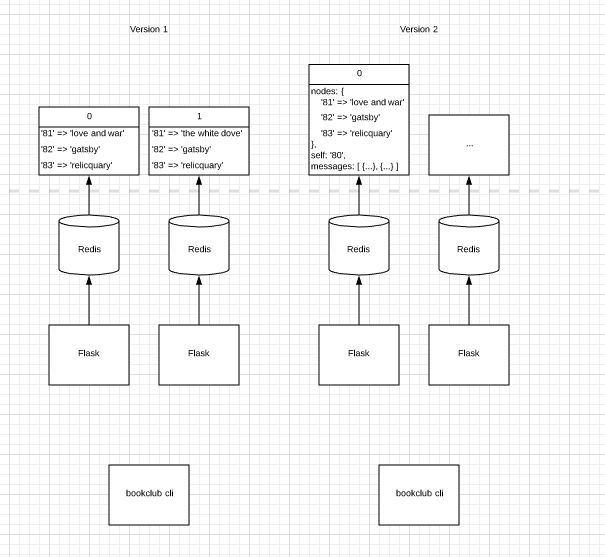 Version 1
Version 2
0
'81' => 'love and war'
'82' => 'gatsby'
'83' => 'relicquary'
1
'81' => 'the white dove'
'82' => 'gatsby'
'83' => 'relicquary'
0
nodes: {
'81' => 'love and war'
'82' => 'gatsby'
'83' => 'relicquary'
},
self: '80',
messages: [ {...}, {...} ]
...
Redis
Redis
Redis
Redis
Flask
Flask
Flask
Flask
bookclub cli
bookclub cli